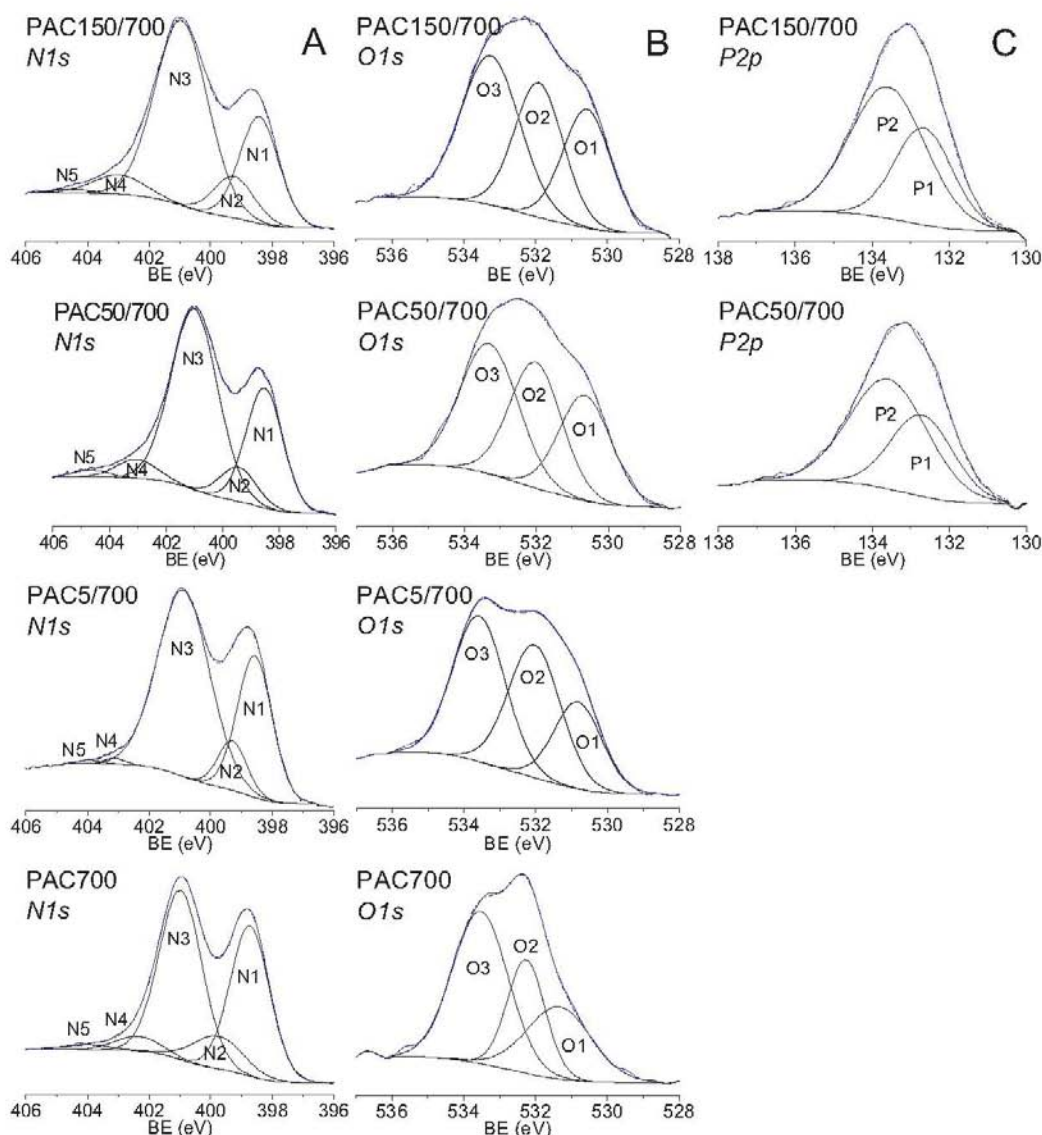 PAC150/700
N1s
A
N3
N1
N5
N4
N2
406 404 402 400 398 396
BE (eV)
PAC150/700
O1s
B
O3
O2
O1
536 534 532 530 528
BE (eV)
PAC150/700
P2p
C
P2
P1
138 136 134 132 130
BE (eV)
PAC50/700
N1s
N3
N1
N5
N4
N2
406 404 402 400 398 396
BE (eV)
PAC50/700
O1s
O3
O2
O1
536 534 532 530 528
BE (eV)
PAC50/700
P2p
P2
P1
138 136 134 132 130
BE (eV)
PAC5/700
N1s
N3
N1
N5
N4
N2
406 404 402 400 398 396
BE (eV)
PAC5/700
O1s
O3
O2
O1
536 534 532 530 528
BE (eV)
PAC700
N1s
N3
N1
N5
N4
N2
406 404 402 400 398 396
BE (eV)
PAC700
O1s
O3
O2
O1
536 534 532 530 528
BE (eV)